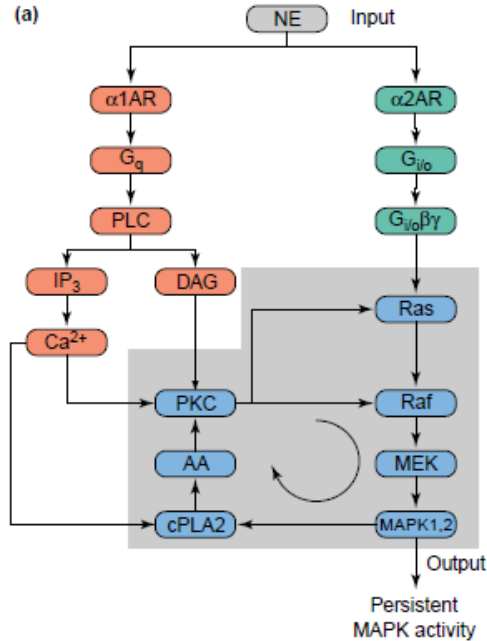 (a)
NE Input
α1AR α2AR
Gq Gi/o
PLC Gi/oβγ
IP3 DAG
Ras
Ca2+
PKC Raf
AA MEK
cPLA2 MAPK1,2
Output
Persistent
MAPK activity